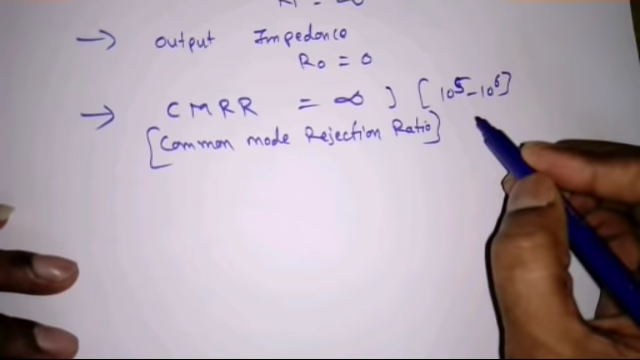 → output Impedance
Ro = 0
→ CMRR = ∞ ] [10⁵-10⁶]
[Common mode Rejection Ratio]